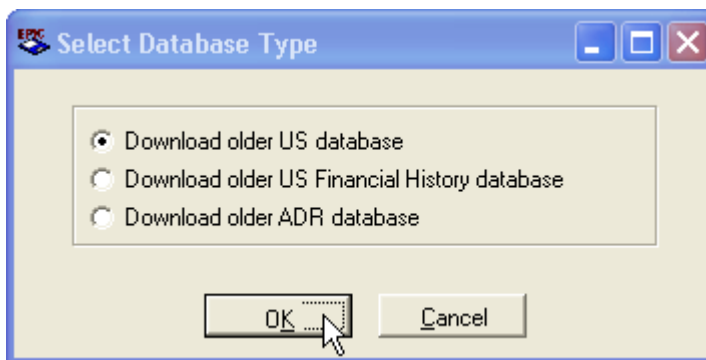 EPIC Select Database Type
Download older US database
Download older US Financial History database
Download older ADR database
OK Cancel